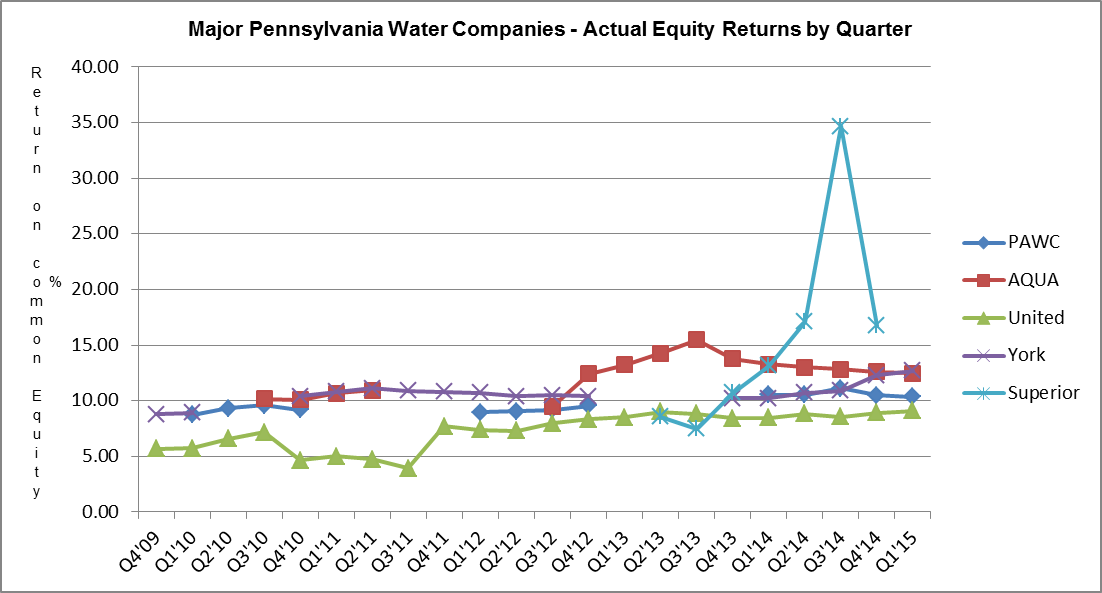 Major Pennsylvania Water Companies - Actual Equity Returns by Quarter
Return on common Equity
%
40.00
35.00
30.00
25.00
20.00
15.00
10.00
5.00
0.00
Q4'09 Q1'10 Q2'10 Q3'10 Q4'10 Q1'11 Q2'11 Q3'11 Q4'11 Q1'12 Q2'12 Q3'12 Q4'12 Q1'13 Q2'13 Q3'13 Q4'13 Q1'14 Q2'14 Q3'14 Q4'14 Q1'15
PAWC
AQUA
United
York
Superior